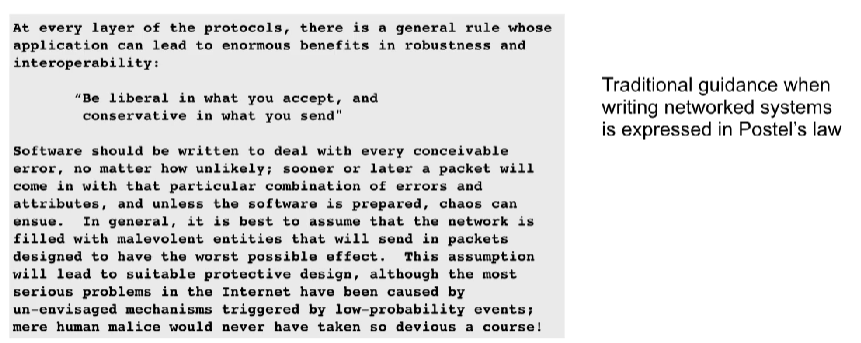 At every layer of the protocols, there is a general rule whose
application can lead to enormous benefits in robustness and
interoperability:
"Be liberal in what you accept, and
conservative in what you send"
Software should be written to deal with every conceivable
error, no matter how unlikely; sooner or later a packet will
come in with that particular combination of errors and
attributes, and unless the software is prepared, chaos can
ensue.  In general, it is best to assume that the network is
filled with malevolent entities that will send in packets
designed to have the worst possible effect.  This assumption
will lead to suitable protective design, although the most
serious problems in the Internet have been caused by
un-envisaged mechanisms triggered by low-probability events;
mere human malice would never have taken so devious a course!
Traditional guidance when
writing networked systems
is expressed in Postel's law